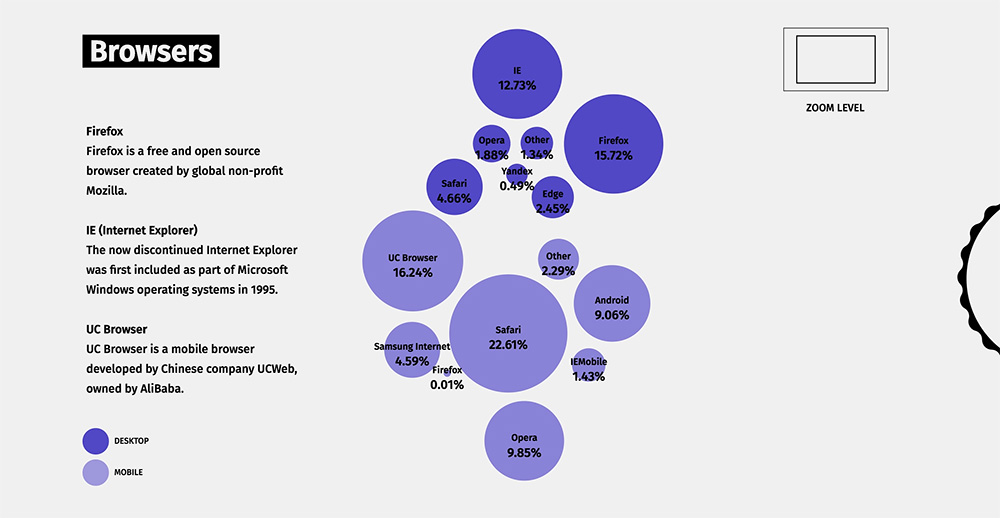 Browsers
Firefox
Firefox is a free and open source
browser created by global non-profit
Mozilla.
IE (Internet Explorer)
The now discontinued Internet Explorer
was first included as part of Microsoft
Windows operating systems in 1995.
UC Browser
UC Browser is a mobile browser
developed by Chinese company UCWeb,
owned by AliBaba.
DESKTOP
MOBILE
IE
12.73%
Opera
1.88%
Other
1.34%
Firefox
15.72%
Yandex
0.49%
Safari
4.66%
Edge
2.45%
UC Browser
16.24%
Other
2.29%
Android
9.06%
Safari
22.61%
Samsung Internet
4.59%
Firefox
0.01%
IEMobile
1.43%
Opera
9.85%
ZOOM LEVEL